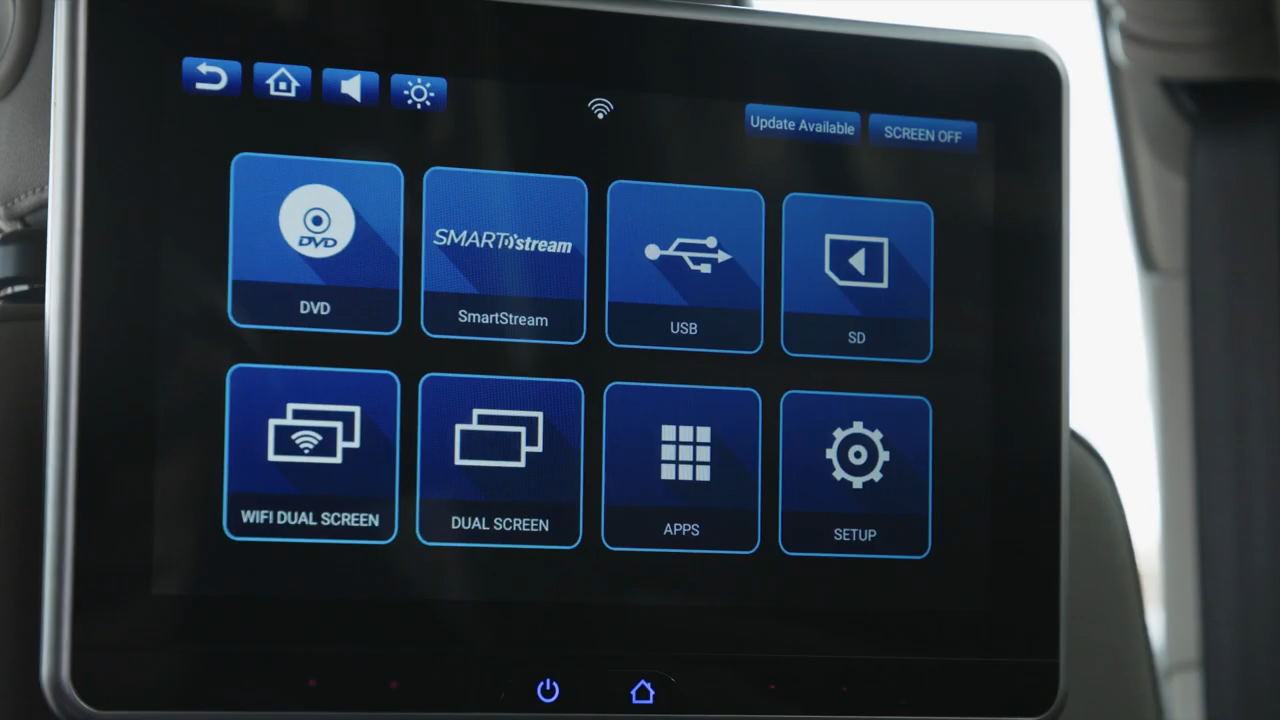 Update Available
SCREEN OFF
DVD
DVD
SMARTstream
SmartStream
USB
SD
WIFI DUAL SCREEN
DUAL SCREEN
APPS
SETUP